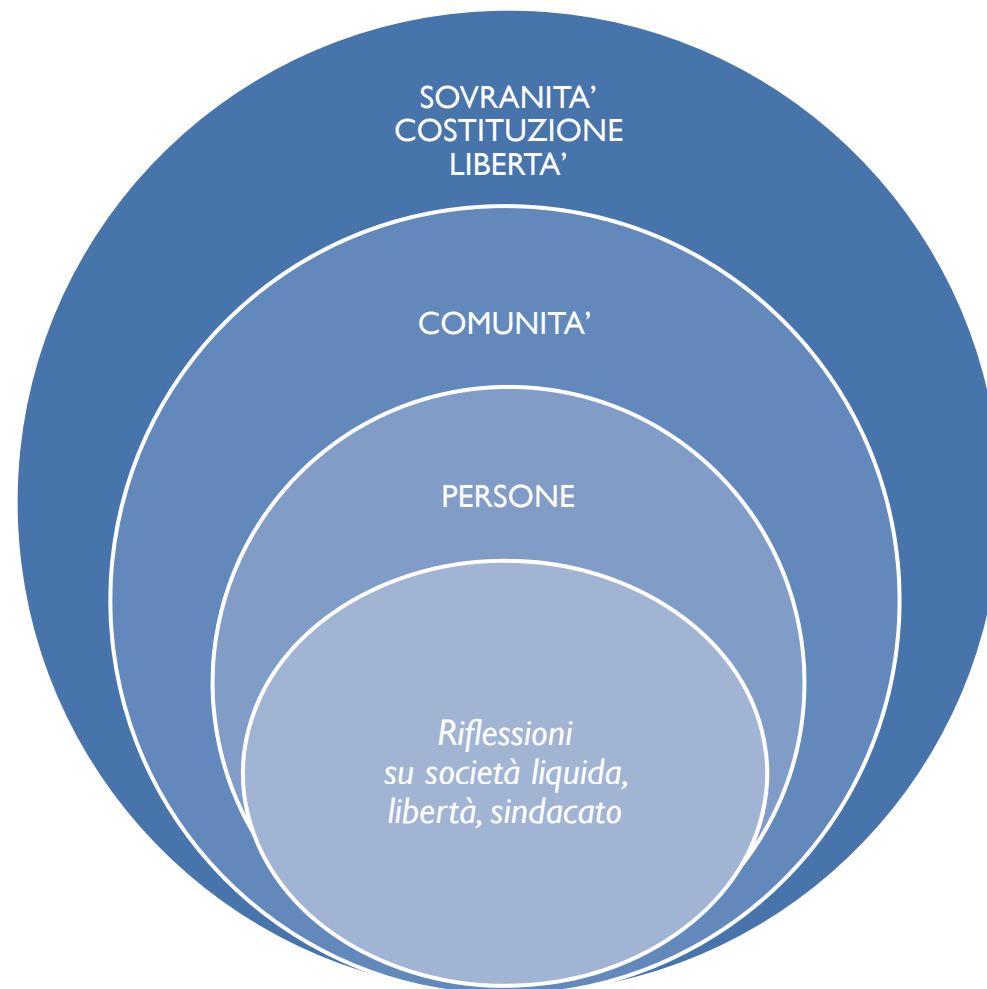 SOVRANITA’
COSTITUZIONE
LIBERTA’
COMUNITA’
PERSONE
Riflessioni
su società liquida,
libertà, sindacato